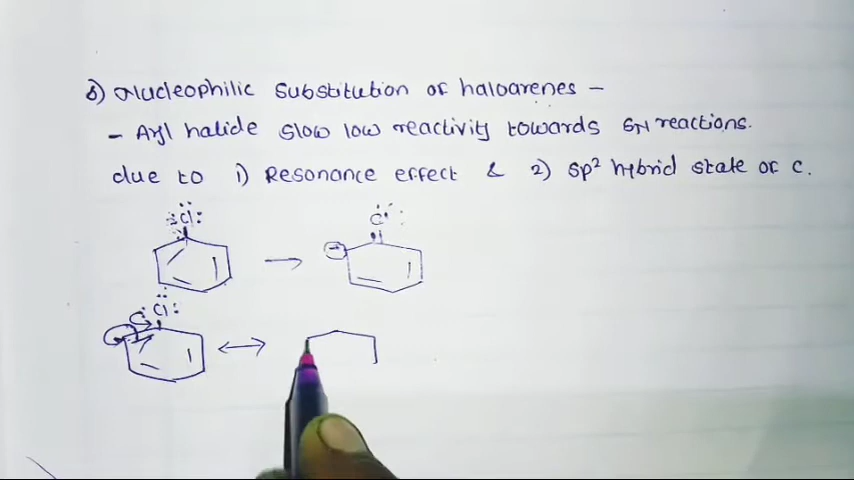 8) Nucleophilic substitution of haloarenes –
- Aryl halide slow low reactivity towards SN reactions.
due to 1) Resonance effect & 2) sp² hybrid state of C.
Cl
Cl
Cl